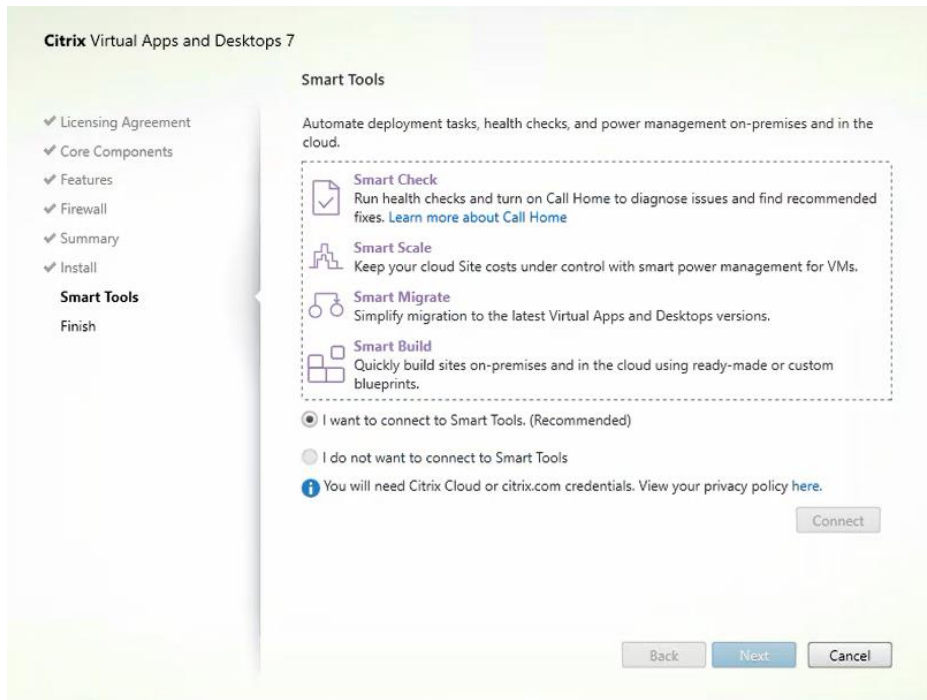 Citrix Virtual Apps and Desktops 7
Smart Tools
Licensing Agreement
Core Components
Features
Firewall
Summary
Install
Smart Tools
Finish
Automate deployment tasks, health checks, and power management on-premises and in the
cloud.
Smart Check
Run health checks and turn on Call Home to diagnose issues and find recommended
fixes. Learn more about Call Home
Smart Scale
Keep your cloud Site costs under control with smart power management for VMs.
Smart Migrate
Simplify migration to the latest Virtual Apps and Desktops versions.
Smart Build
Quickly build sites on-premises and in the cloud using ready-made or custom
blueprints.
I want to connect to Smart Tools. (Recommended)
I do not want to connect to Smart Tools
You will need Citrix Cloud or citrix.com credentials. View your privacy policy here.
Connect
Back Next Cancel